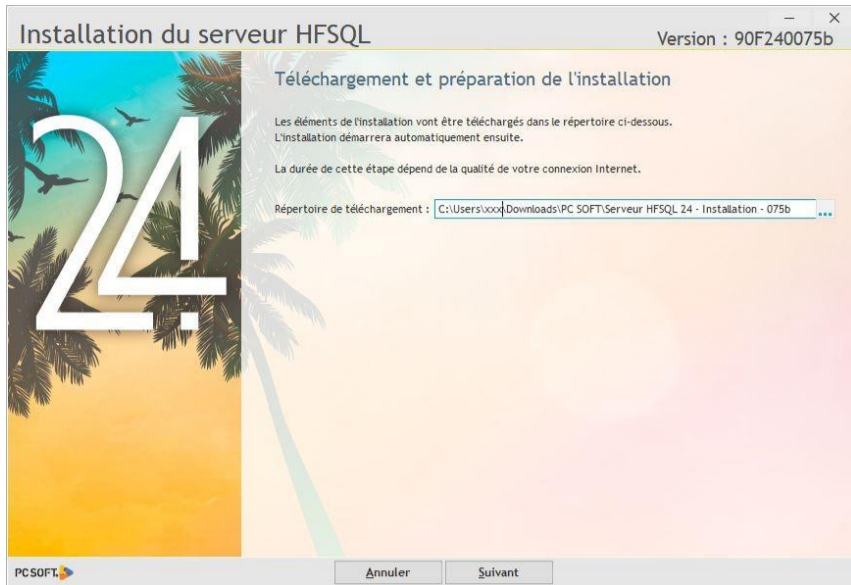 Installation du serveur HFSQL
Version : 90F240075b
24
Téléchargement et préparation de l'installation
Les éléments de l'installation vont être téléchargés dans le répertoire ci-dessous.
L'installation démarrera automatiquement ensuite.
La durée de cette étape dépend de la qualité de votre connexion Internet.
Répertoire de téléchargement : C:\Users\xxx\Downloads\PC SOFT\Serveur HFSQL 24 - Installation - 075b ...
PC SOFT
Annuler Suivant